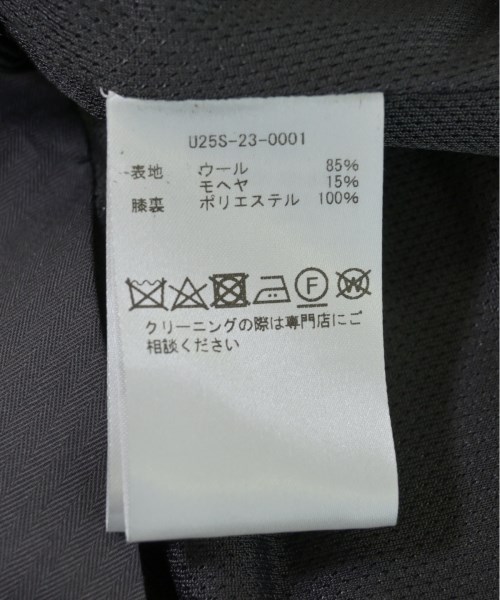 U25S-23-0001
表地 ウール 85%
モヘヤ 15%
膝裏 ポリエステル 100%
F W
クリーニングの際は専門店にご
相談ください